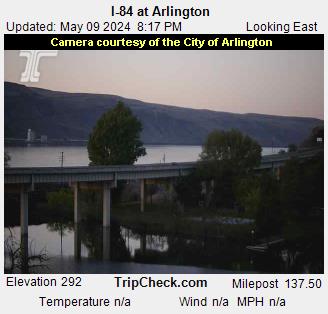 I-84 at Arlington
Updated: May 09 2024 8:17 PM Looking East
Camera courtesy of the City of Arlington
Elevation 292 TripCheck.com Milepost 137.50
Temperature n/a Wind n/a MPH n/a